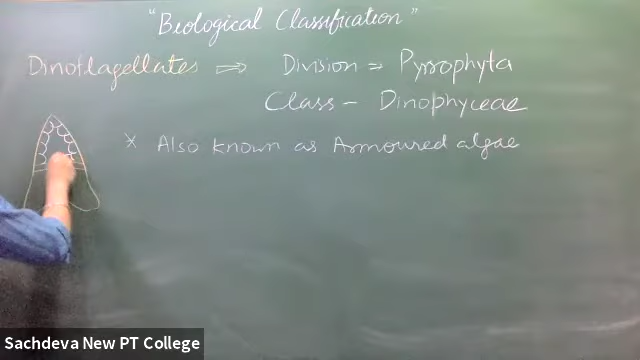 "Biological Classification"
Dinoflagellates ⇒ Division = Pyrrophyta
Class - Dinophyceae
* Also known as Armoured algae
Sachdeva New PT College